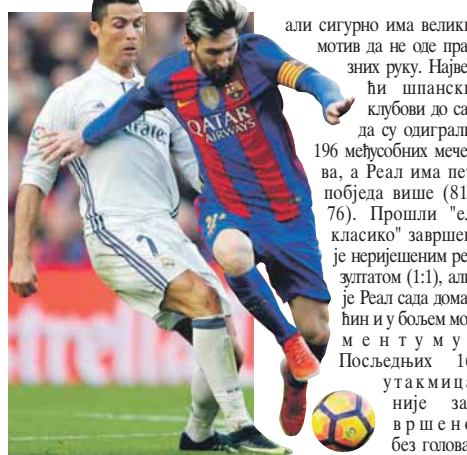 али сигурно има велики
мотив да не оде пра-
зних руку. Најве-
ћи шпански
клубови до са-
да су одиграли
196 међусобних мече-
ва, а Реал има пет
побједа више (81-
76). Прошли "ел
класико" завршен
је неријешеним ре-
зултатом (1:1), али
је Реал сада дома-
ћин и у бољем мо-
ментуму.
Посљедњих 16
утакмица
није за-
вршено
без голова.
QATAR
AIRWAYS
7